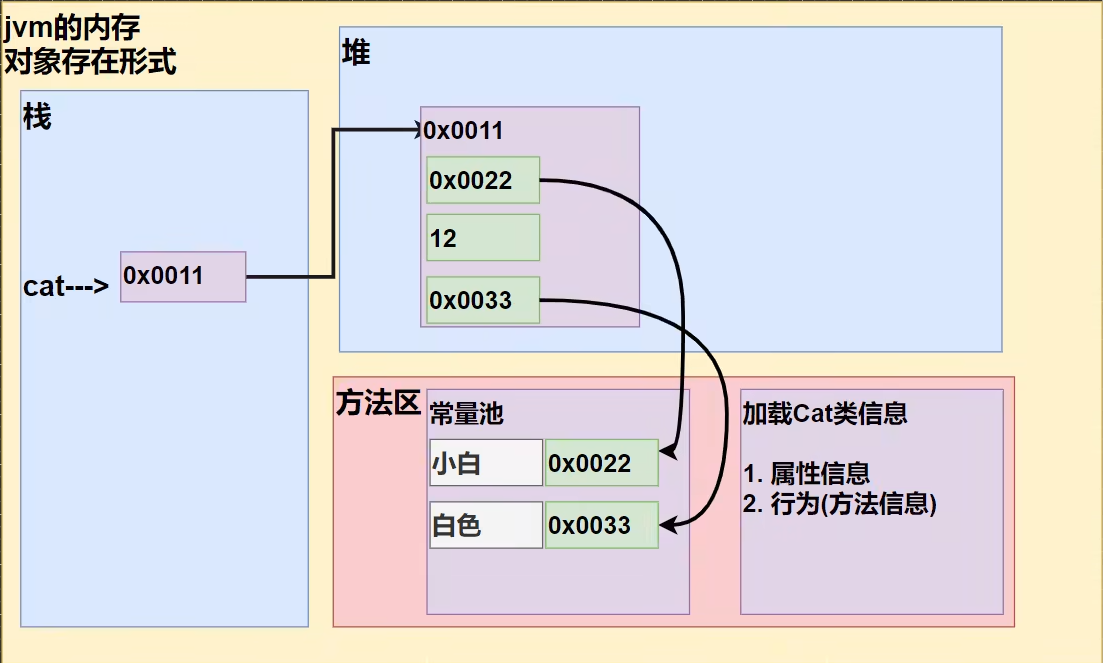 jvm的内存
对象存在形式
栈
cat--->
0x0011
堆
0x0011
0x0022
12
0x0033
方法区
常量池
小白
0x0022
白色
0x0033
加载Cat类信息
1. 属性信息
2. 行为(方法信息)